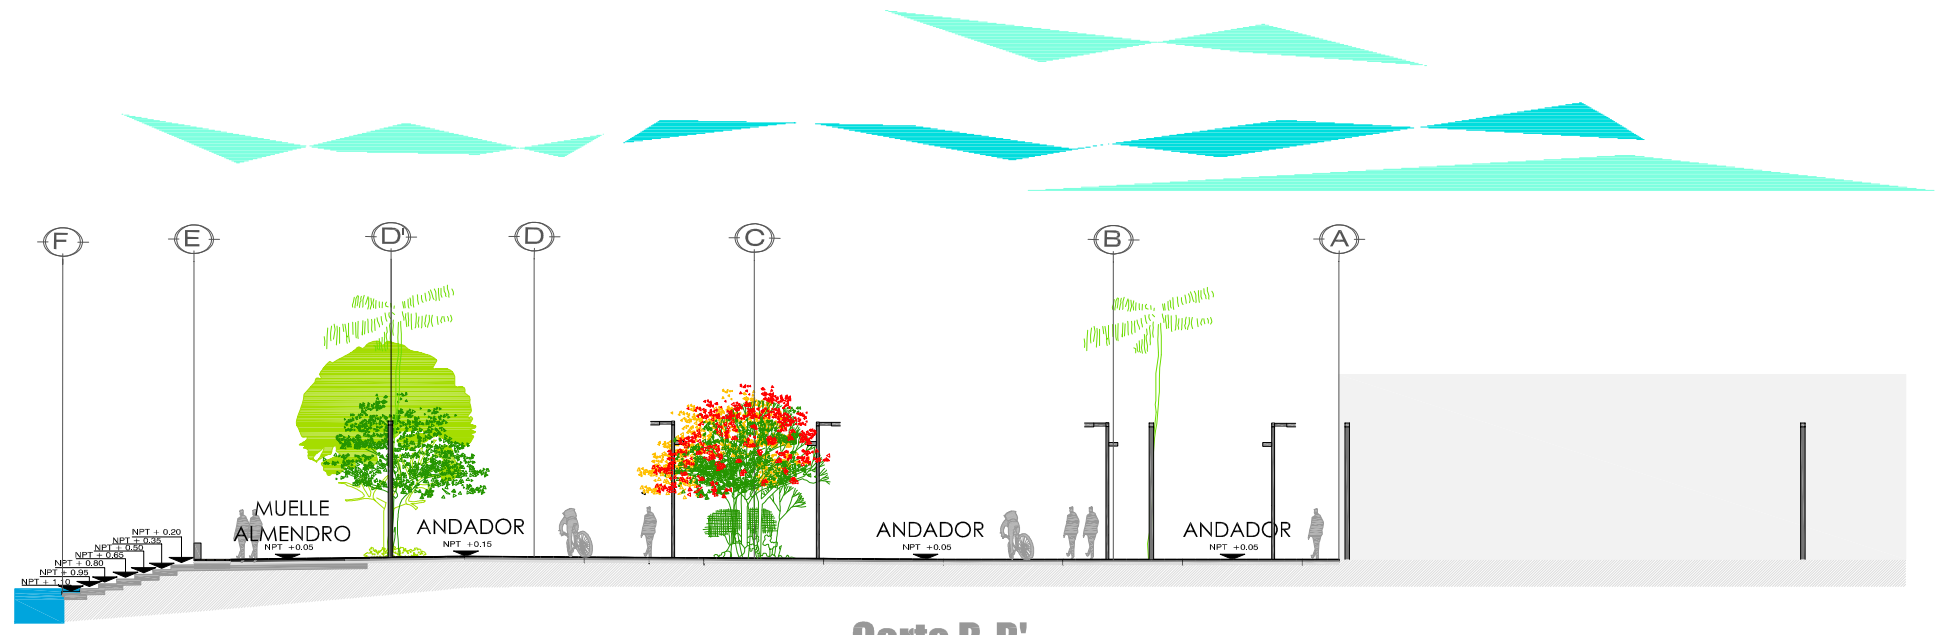 F
E
D'
D
C
B
A
MUELLE
ALMENDRO
NPT +0.05
ANDADOR
NPT +0.15
ANDADOR
NPT +0.05
ANDADOR
NPT +0.05
NPT + 0.20
NPT + 0.35
NPT + 0.50
NPT + 0.65
NPT + 0.80
NPT + 0.95
NPT + 1.10
Corte D-D'